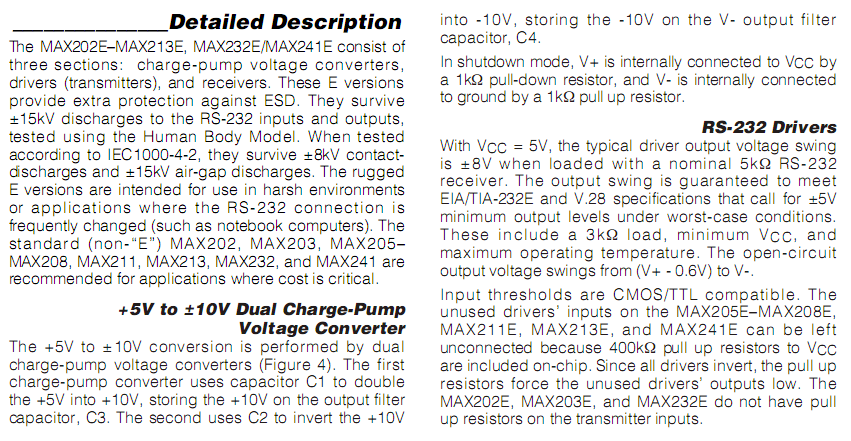 Detailed Description
The MAX202E–MAX213E, MAX232E/MAX241E consist of
three sections: charge-pump voltage converters,
drivers (transmitters), and receivers. These E versions
provide extra protection against ESD. They survive
±15kV discharges to the RS-232 inputs and outputs,
tested using the Human Body Model. When tested
according to IEC1000-4-2, they survive ±8kV contact-
discharges and ±15kV air-gap discharges. The rugged
E versions are intended for use in harsh environments
or applications where the RS-232 connection is
frequently changed (such as notebook computers). The
standard (non-“E”) MAX202, MAX203, MAX205–
MAX208, MAX211, MAX213, MAX232, and MAX241 are
recommended for applications where cost is critical.
+5V to ±10V Dual Charge-Pump
Voltage Converter
The +5V to ±10V conversion is performed by dual
charge-pump voltage converters (Figure 4). The first
charge-pump converter uses capacitor C1 to double
the +5V into +10V, storing the +10V on the output filter
capacitor, C3. The second uses C2 to invert the +10V
into -10V, storing the -10V on the V- output filter
capacitor, C4.
In shutdown mode, V+ is internally connected to VCC by
a 1kΩ pull-down resistor, and V- is internally connected
to ground by a 1kΩ pull up resistor.
RS-232 Drivers
With VCC = 5V, the typical driver output voltage swing
is ±8V when loaded with a nominal 5kΩ RS-232
receiver. The output swing is guaranteed to meet
EIA/TIA-232E and V.28 specifications that call for ±5V
minimum output levels under worst-case conditions.
These include a 3kΩ load, minimum VCC, and
maximum operating temperature. The open-circuit
output voltage swings from (V+ - 0.6V) to V-.
Input thresholds are CMOS/TTL compatible. The
unused drivers’ inputs on the MAX205E–MAX208E,
MAX211E, MAX213E, and MAX241E can be left
unconnected because 400kΩ pull up resistors to VCC
are included on-chip. Since all drivers invert, the pull up
resistors force the unused drivers’ outputs low. The
MAX202E, MAX203E, and MAX232E do not have pull
up resistors on the transmitter inputs.